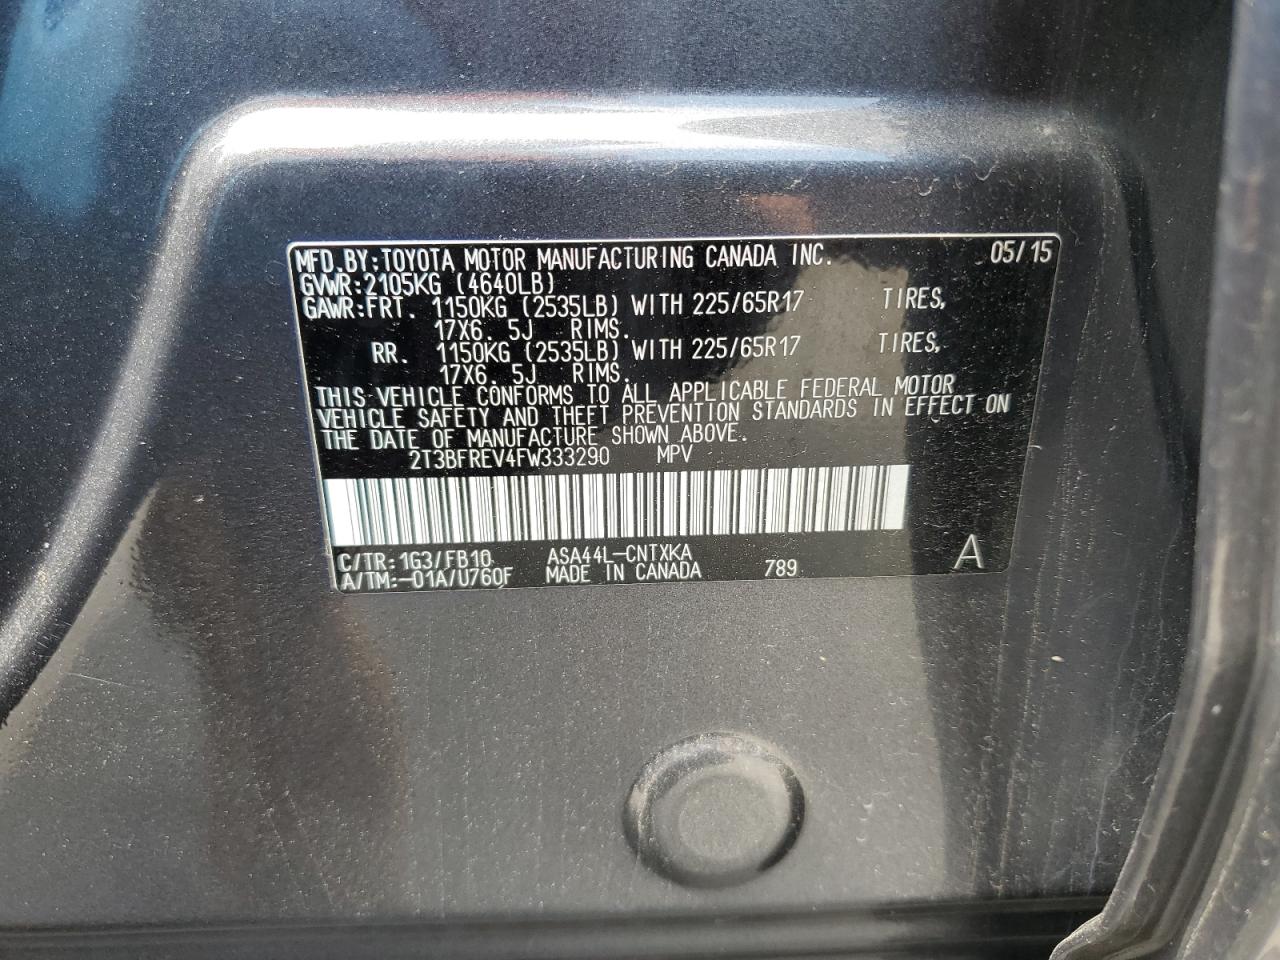 MFD.BY:TOYOTA MOTOR MANUFACTURING CANADA INC. 05/15
GVWR:2105KG (4640LB)
GAWR:FRT. 1150KG (2535LB) WITH 225/65R17 TIRES,
17X6.5J RIMS.
RR. 1150KG (2535LB) WITH 225/65R17 TIRES,
17X6.5J RIMS.
THIS VEHICLE CONFORMS TO ALL APPLICABLE FEDERAL MOTOR
VEHICLE SAFETY AND THEFT PREVENTION STANDARDS IN EFFECT ON
THE DATE OF MANUFACTURE SHOWN ABOVE.
2T3BFREV4FW333290 MPV
C/TR:1G3/FB10 ASA44L-CNTXKA
A/TM:-01A/U760F MADE IN CANADA 789 A